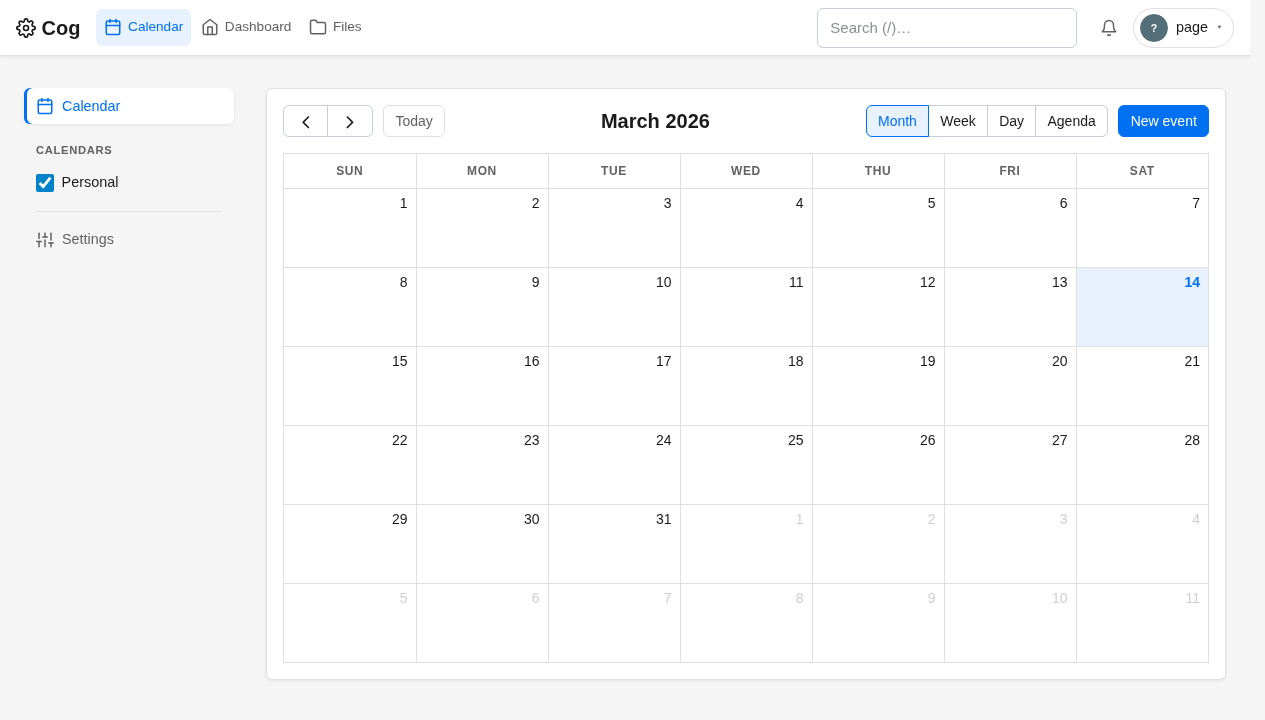 Cog Calendar Dashboard Files Search (/)… ? page
Calendar
CALENDARS
Personal
Settings
Today March 2026 Month Week Day Agenda New event
SUN MON TUE WED THU FRI SAT
1 2 3 4 5 6 7
8 9 10 11 12 13 14
15 16 17 18 19 20 21
22 23 24 25 26 27 28
29 30 31 1 2 3 4
5 6 7 8 9 10 11